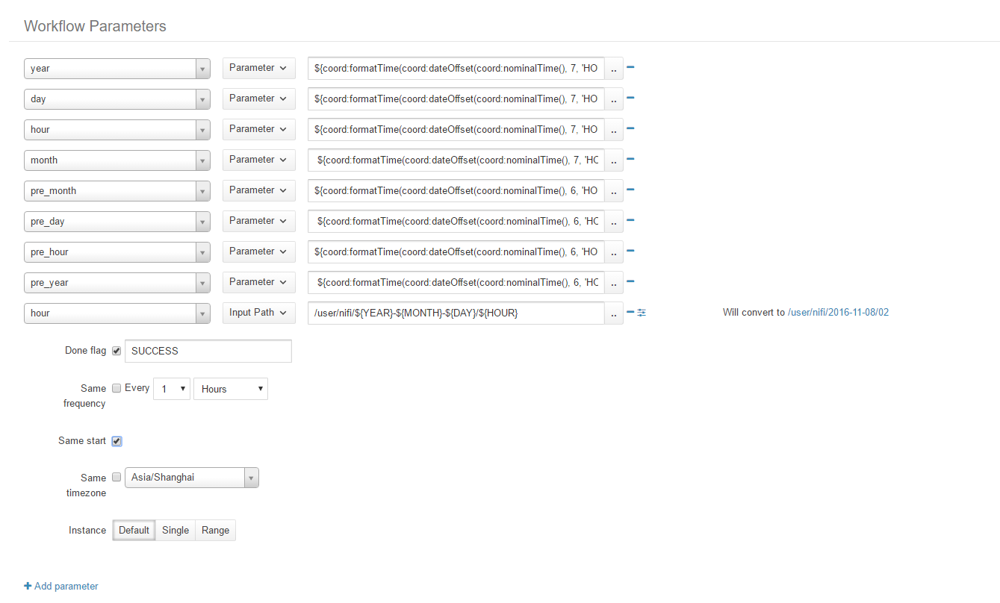 Workflow Parameters
year Parameter ${coord:formatTime(coord:dateOffset(coord:nominalTime(), 7, 'HO ..
day Parameter ${coord:formatTime(coord:dateOffset(coord:nominalTime(), 7, 'HO ..
hour Parameter ${coord:formatTime(coord:dateOffset(coord:nominalTime(), 7, 'HO ..
month Parameter ${coord:formatTime(coord:dateOffset(coord:nominalTime(), 7, 'HO ..
pre_month Parameter ${coord:formatTime(coord:dateOffset(coord:nominalTime(), 6, 'HO ..
pre_day Parameter ${coord:formatTime(coord:dateOffset(coord:nominalTime(), 6, 'HO ..
pre_hour Parameter ${coord:formatTime(coord:dateOffset(coord:nominalTime(), 6, 'HO ..
pre_year Parameter ${coord:formatTime(coord:dateOffset(coord:nominalTime(), 6, 'HO ..
hour Input Path /user/nifi/${YEAR}-${MONTH}-${DAY}/${HOUR} .. Will convert to /user/nifi/2016-11-08/02
Done flag SUCCESS
Same Every 1 Hours
frequency
Same start
Same Asia/Shanghai
timezone
Instance Default Single Range
Add parameter